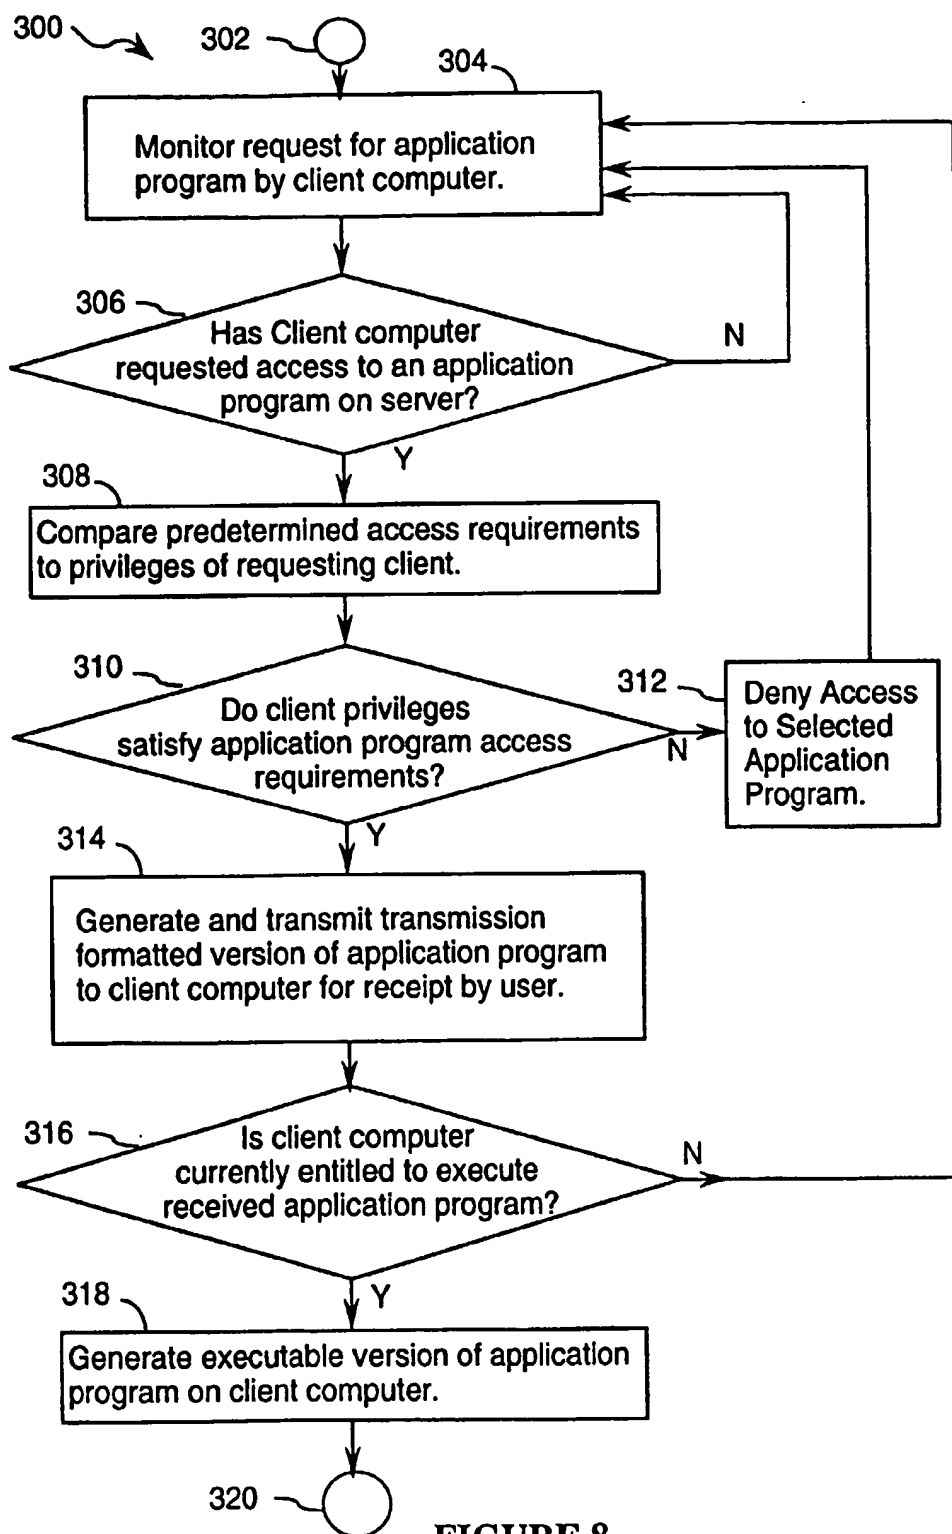 300
302
304
Monitor request for application
program by client computer.
306
Has Client computer
requested access to an application
program on server?
N
Y
308
Compare predetermined access requirements
to privileges of requesting client.
310
Do client privileges
satisfy application program access
requirements?
N
312
Deny Access
to Selected
Application
Program.
Y
314
Generate and transmit transmission
formatted version of application program
to client computer for receipt by user.
316
Is client computer
currently entitled to execute
received application program?
N
Y
318
Generate executable version of application
program on client computer.
320
FIGURE 8